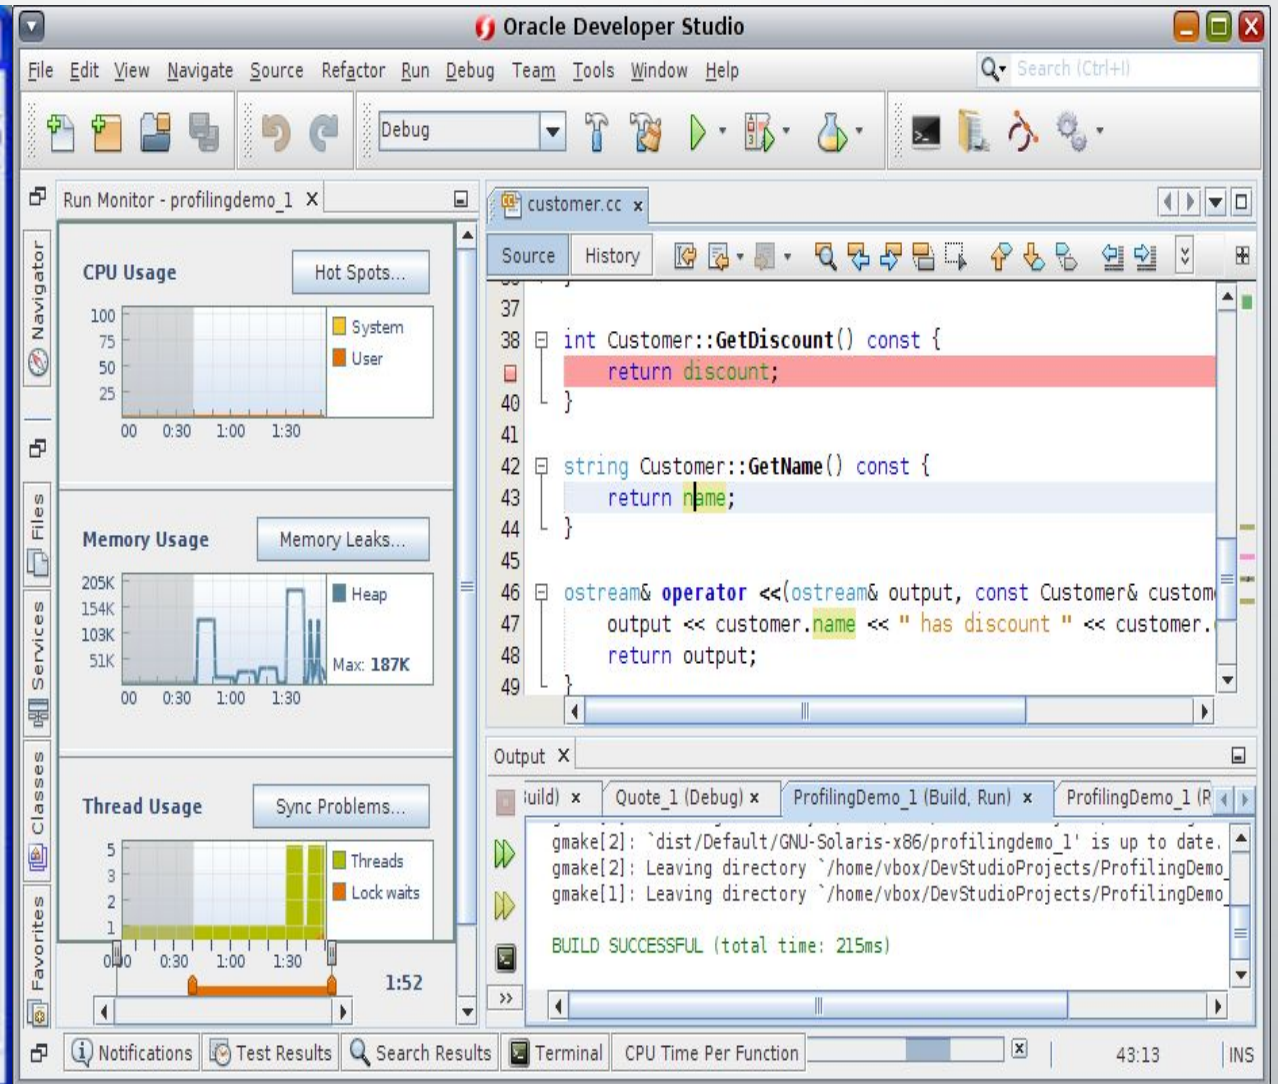 Oracle Developer Studio
File Edit View Navigate Source Refactor Run Debug Team Tools Window Help
Search (Ctrl+I)
Debug
Run Monitor - profilingdemo_1 X
Navigator
Files
Services
Classes
Favorites
CPU Usage
Hot Spots...
100
75
50
25
System
User
00 0:30 1:00 1:30
Memory Usage
Memory Leaks...
205K
154K
103K
51K
Heap
Max: 187K
00 0:30 1:00 1:30
Thread Usage
Sync Problems...
5
3
2
1
Threads
Lock waits
0:30 1:00 1:30
1:52
customer.cc x
Source History
37
38 int Customer::GetDiscount() const {
return discount;
40 }
41
42 string Customer::GetName() const {
43 return name;
44 }
45
46 ostream& operator <<(ostream& output, const Customer& custom
47 output << customer.name << " has discount " << customer.
48 return output;
49 }
Output X
uild) x Quote_1 (Debug) x ProfilingDemo_1 (Build, Run) x ProfilingDemo_1 (R
gmake[2]: `dist/Default/GNU-Solaris-x86/profilingdemo_1' is up to date.
gmake[2]: Leaving directory `/home/vbox/DevStudioProjects/ProfilingDemo_
gmake[1]: Leaving directory `/home/vbox/DevStudioProjects/ProfilingDemo_
BUILD SUCCESSFUL (total time: 215ms)
Notifications Test Results Search Results Terminal CPU Time Per Function 43:13 INS